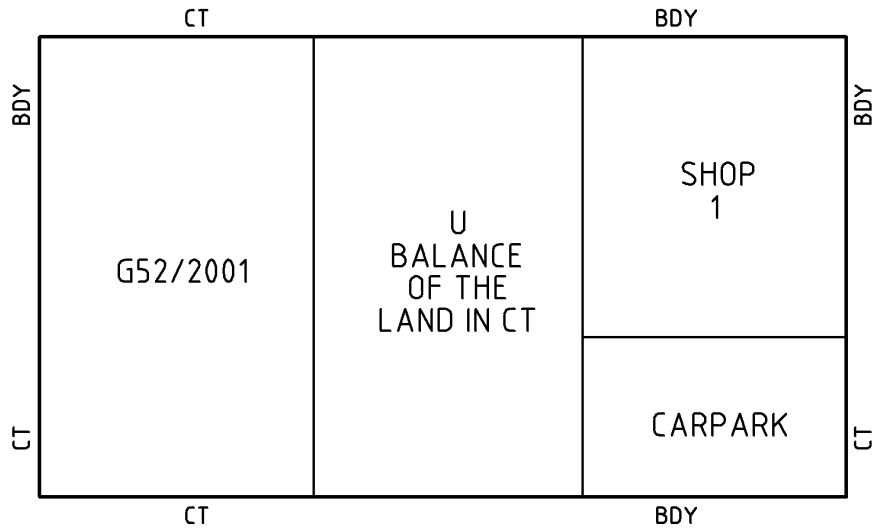 CT BDY
BDY
BDY
SHOP
1
U
BALANCE
OF THE
LAND IN CT
G52/2001
CARPARK
CT
CT
CT BDY